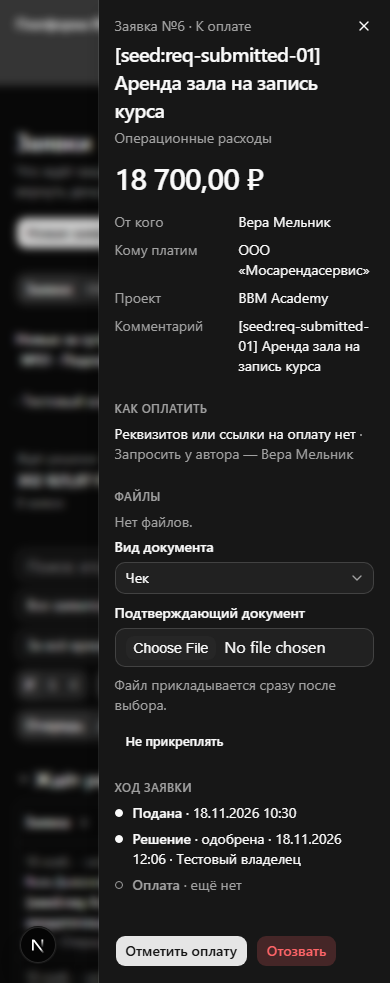 Заявка №6 · К оплате
[seed:req-submitted-01]
Аренда зала на запись
курса
Операционные расходы
18 700,00 ₽
От кого Вера Мельник
Кому платим ООО
«Мосарендасервис»
Проект BBM Academy
Комментарий [seed:req-submitted-
01] Аренда зала на
запись курса
КАК ОПЛАТИТЬ
Реквизитов или ссылки на оплату нет ·
Запросить у автора — Вера Мельник
ФАЙЛЫ
Нет файлов.
Вид документа
Чек
Подтверждающий документ
Choose File No file chosen
Файл прикладывается сразу после
выбора.
Не прикреплять
ХОД ЗАЯВКИ
Подана · 18.11.2026 10:30
Решение · одобрена · 18.11.2026
12:06 · Тестовый владелец
Оплата · ещё нет
N
Отметить оплату Отозвать